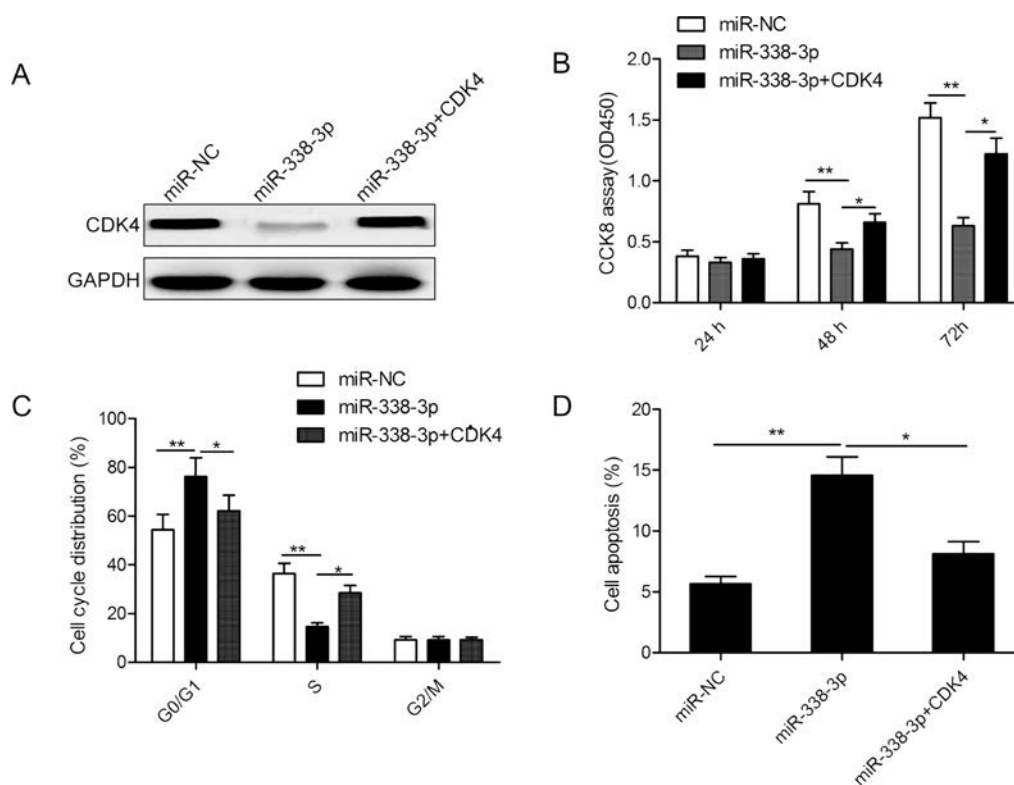 A
miR-NC
miR-338-3p
miR-338-3p+CDK4
CDK4
GAPDH
B
miR-NC
miR-338-3p
miR-338-3p+CDK4
CCK8 assay(OD450)
2.0
1.5
1.0
0.5
0.0
** *
** *
24 h
48 h
72h
C
miR-NC
miR-338-3p
miR-338-3p+CDK4
Cell cycle distribution (%)
100
80
60
40
20
0
** *
** *
G0/G1
S
G2/M
D
Cell apoptosis (%)
20
15
10
5
0
** *
miR-NC
miR-338-3p
miR-338-3p+CDK4